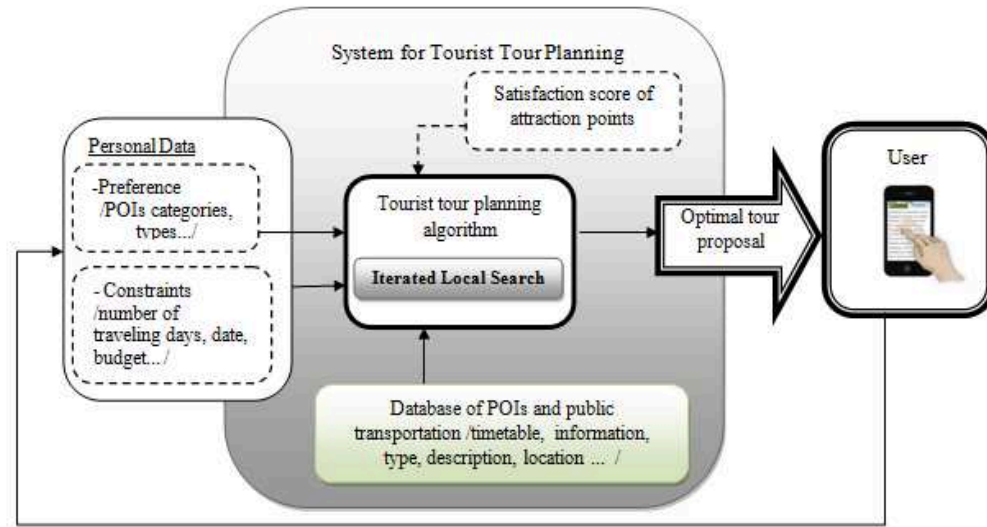 System for Tourist Tour Planning
Satisfaction score of
attraction points
Personal Data
-Preference
/POIs categories,
types.../
- Constraints
/number of
traveling days, date,
budget... /
Tourist tour planning
algorithm
Iterated Local Search
Database of POIs and public
transportation /timetable, information,
type, description, location ... /
Optimal tour
proposal
User